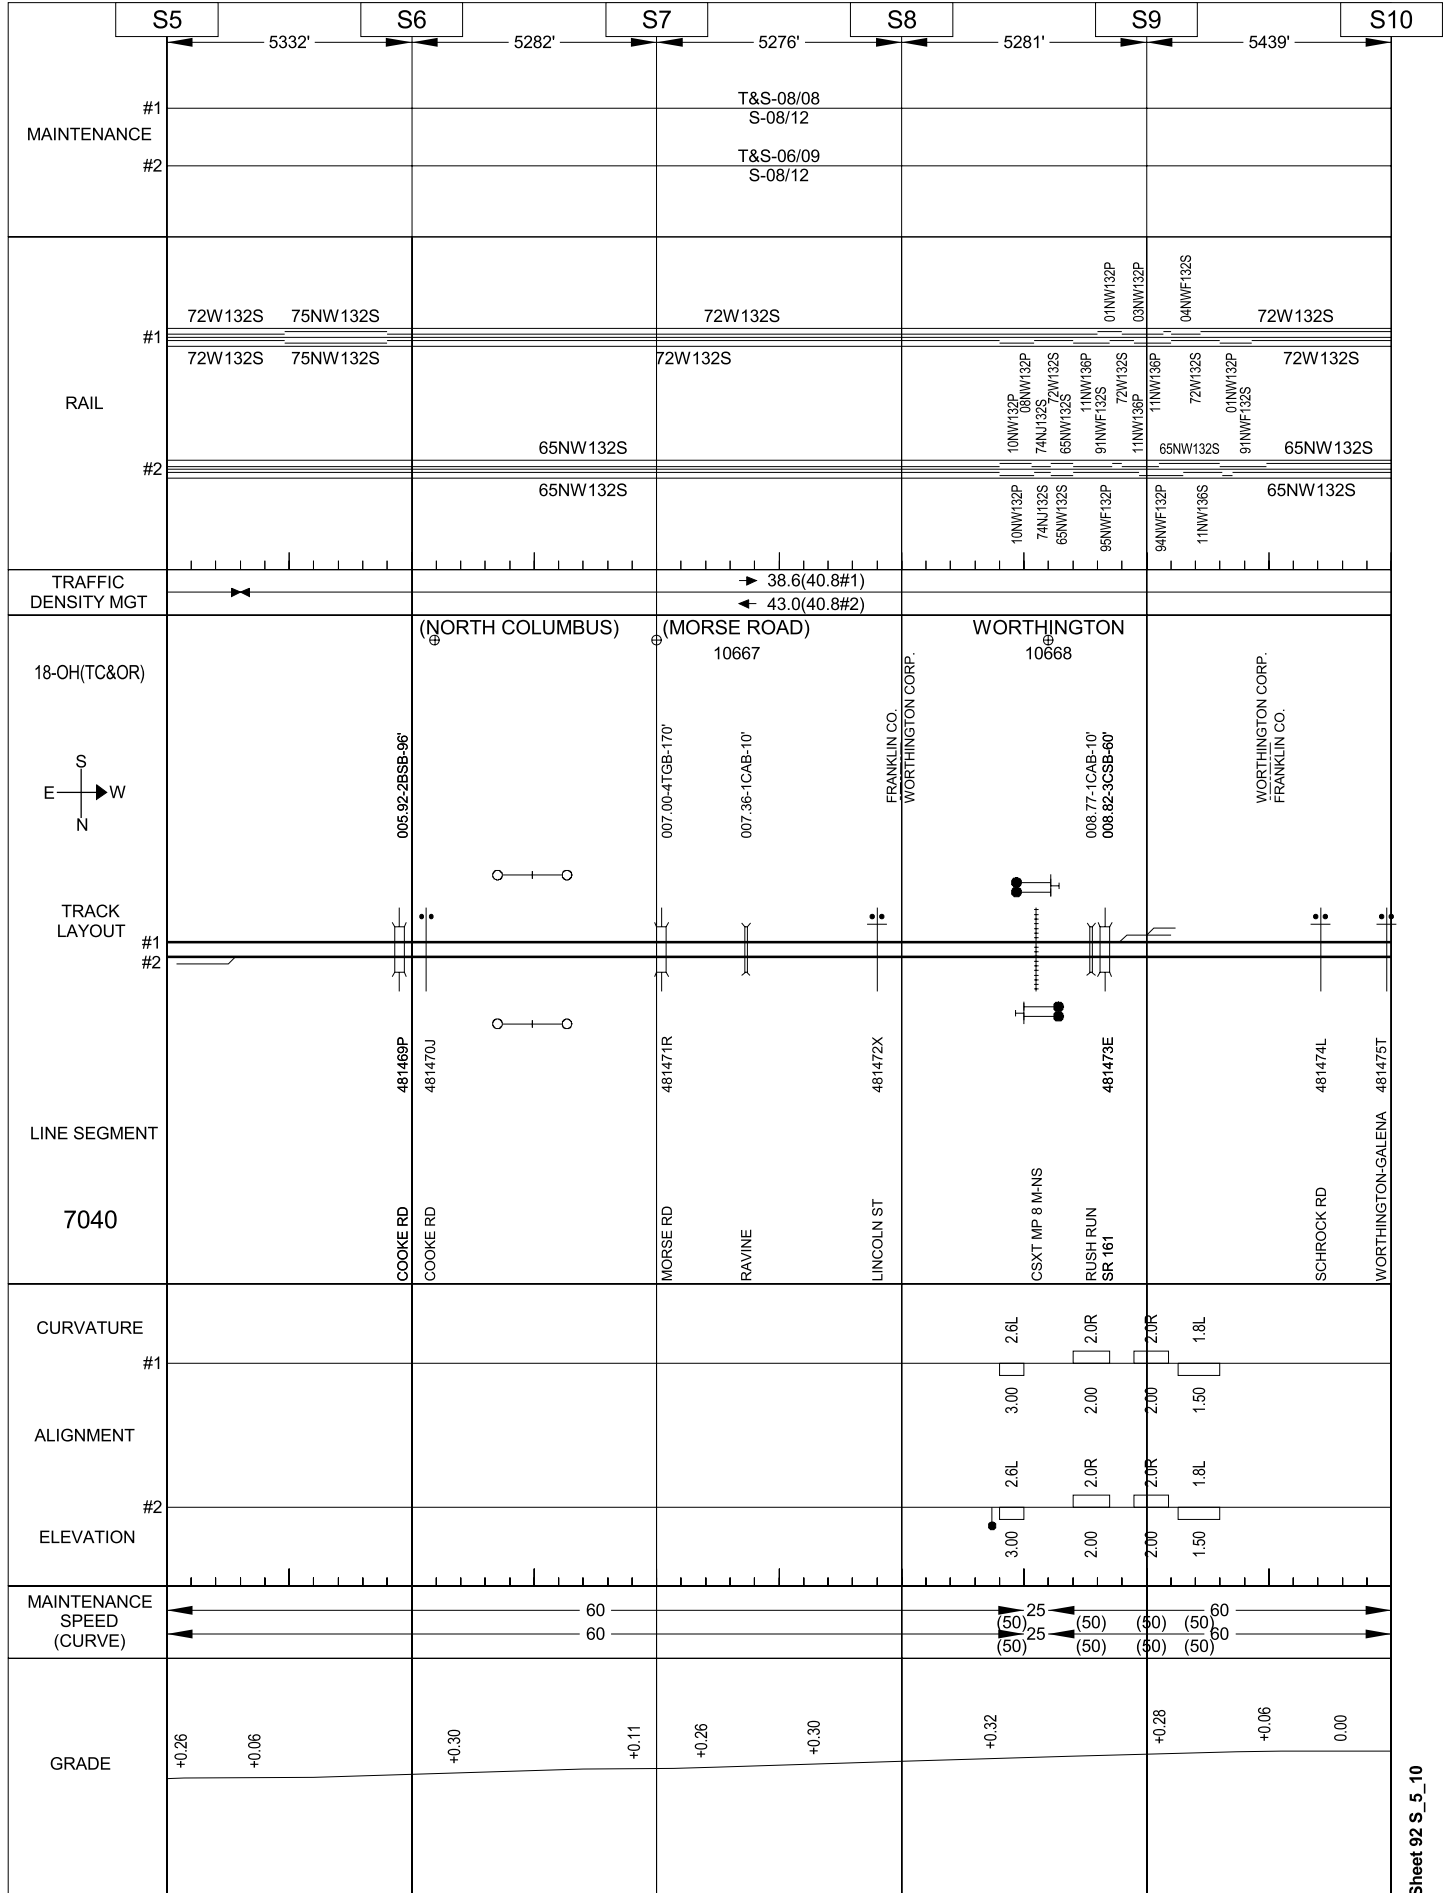 S5 S6 S7 S8 S9 S10
5332' 5282' 5276' 5281' 5439'
MAINTENANCE
#1
T&S-08/08
S-08/12
#2
T&S-06/09
S-08/12
RAIL
01NW132P 03NW132P 04NWF132S
72W132S 75NW132S 72W132S 72W132S
#1
72W132S 75NW132S 72W132S 72W132S
10NW132P 08NW132P 74NJ132S 72W132S 65NW132S 11NW136P 91NWF132S 72W132S 11NW136P 11NW136P 72W132S 01NW132P 91NWF132S
65NW132S 65NW132S 65NW132S
#2
65NW132S 65NW132S
10NW132P 74NJ132S 65NW132S 95NWF132P 94NWF132P 11NW136S
TRAFFIC
DENSITY MGT
38.6(40.8#1)
43.0(40.8#2)
(NORTH COLUMBUS) (MORSE ROAD) WORTHINGTON
10667 10668
18-OH(TC&OR)
S
E W
N
005.92-2BSB-96' 007.00-4TGB-170' 007.36-1CAB-10'
FRANKLIN CO.
WORTHINGTON CORP.
008.77-1CAB-10' 008.82-3CSB-60'
WORTHINGTON CORP.
FRANKLIN CO.
TRACK
LAYOUT
#1
#2
481469P 481470J 481471R 481472X 481473E 481474L 481475T
LINE SEGMENT
7040
COOKE RD
COOKE RD
MORSE RD
RAVINE
LINCOLN ST
CSXT MP 8 M-NS
RUSH RUN
SR 161
SCHROCK RD
WORTHINGTON-GALENA
CURVATURE
2.6L 2.0R 2.0R 1.8L
#1
3.00 2.00 2.00 1.50
ALIGNMENT
2.6L 2.0R 2.0R 1.8L
#2
ELEVATION
3.00 2.00 2.00 1.50
MAINTENANCE
SPEED
(CURVE)
60 25 60
(50) (50) (50) (50)
60 25 60
(50) (50) (50) (50)
GRADE
+0.26 +0.06 +0.30 +0.11 +0.26 +0.30 +0.32 +0.28 +0.06 0.00
Sheet 92 S_5_10